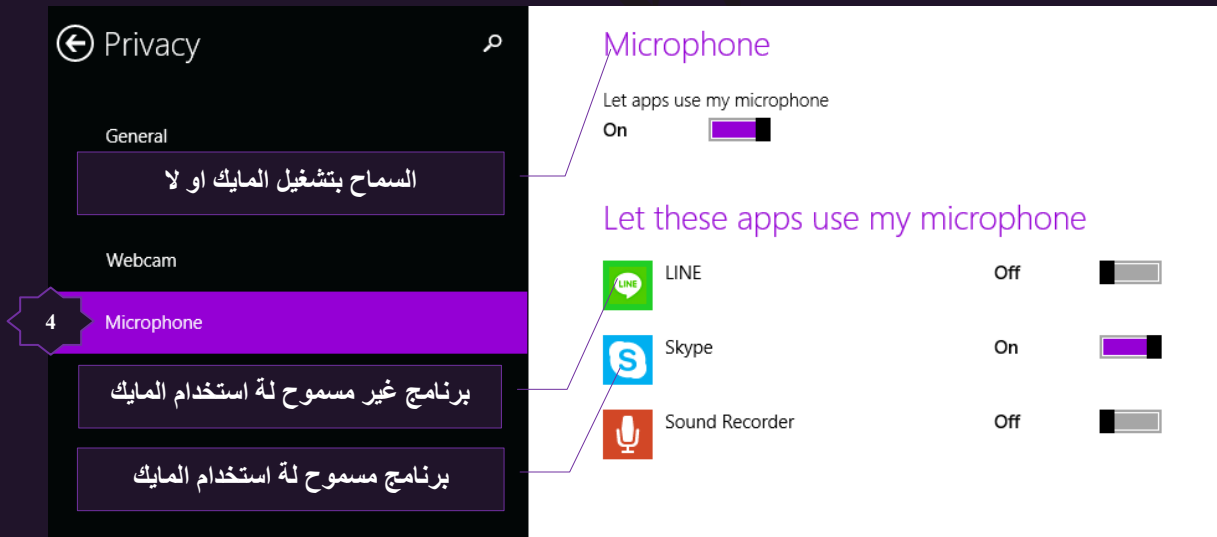 Privacy
General
السماح بتشغيل المايك او لا
Webcam
4
Microphone
برنامج غير مسموح لة استخدام المايك
برنامج مسموح لة استخدام المايك
Microphone
Let apps use my microphone
On
Let these apps use my microphone
LINE
LINE Off
Skype On
Sound Recorder Off